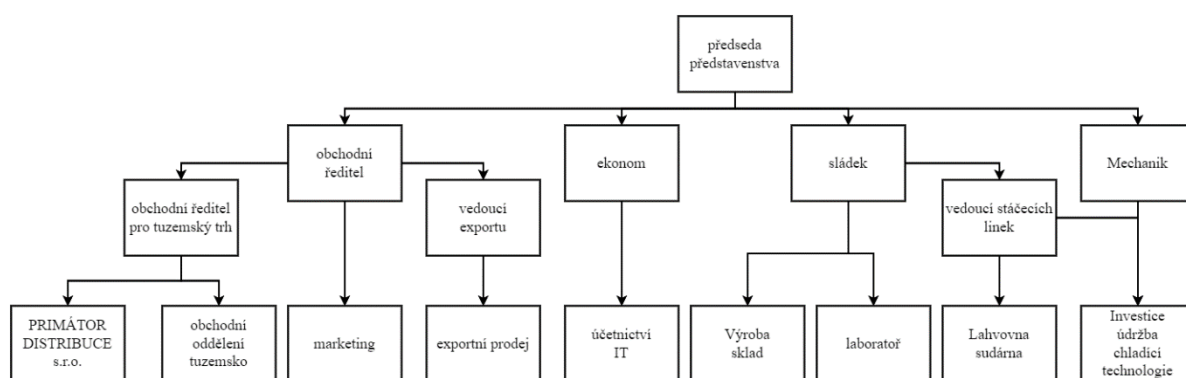 předseda
představenstva
obchodní
ředitel
ekonom
sládek
Mechanik
obchodní ředitel
pro tuzemský trh
vedoucí
exportu
vedoucí stáčecích
linek
PRIMÁTOR
DISTRIBUCE
s.r.o.
obchodní
oddělení
tuzemsko
marketing
exportní prodej
účetnictví
IT
Výroba
sklad
laboratoř
Lahvovna
sudárna
Investice
údržba
chladící
technologie